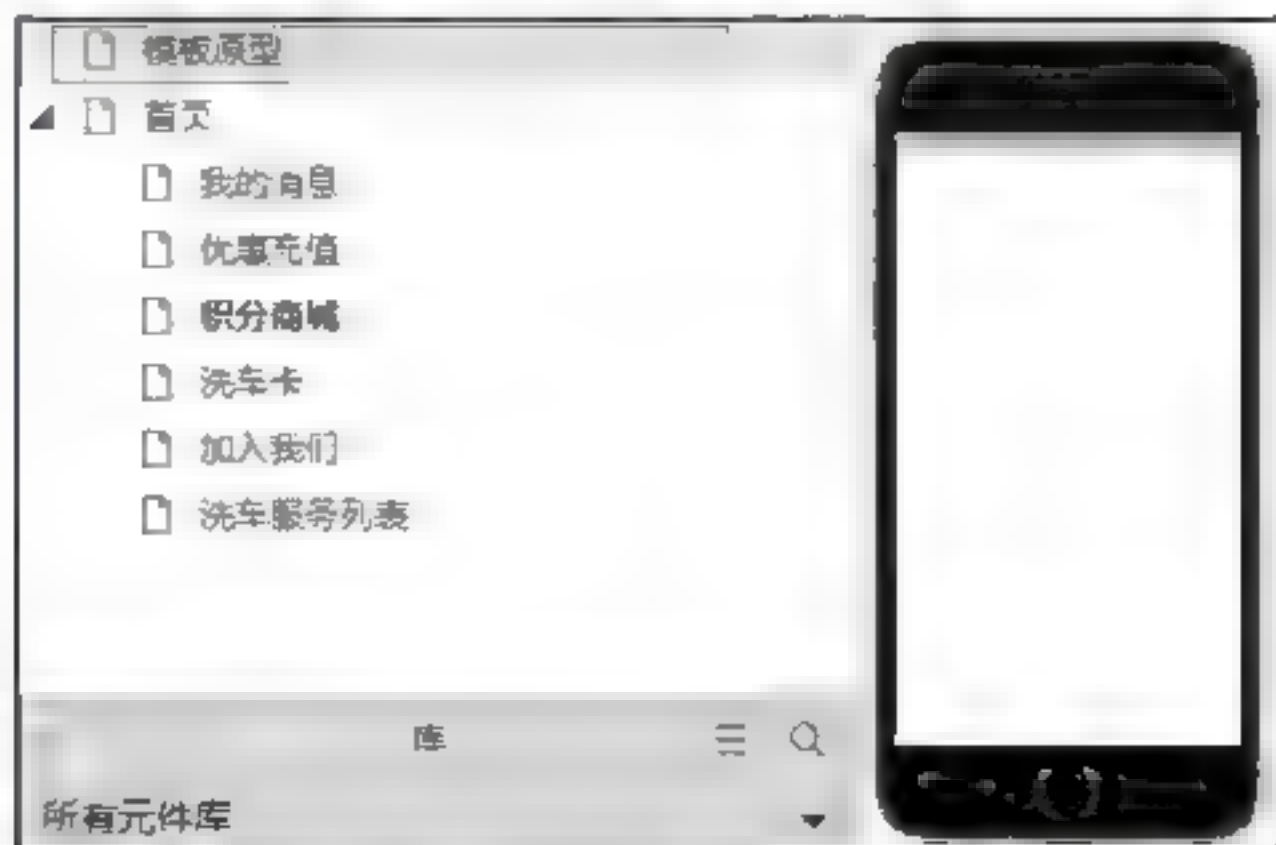 模板原型
首页
我的消息
优惠充值
积分商城
洗车卡
加入我们
洗车服务列表
库
所有元件库